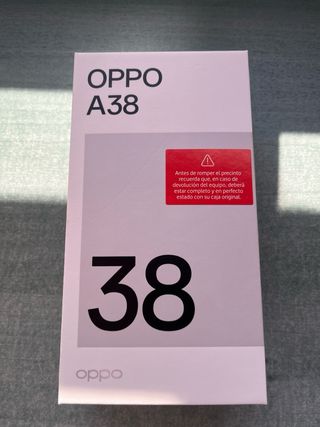 OPPO
A38
Antes de romper el precinto
recuerda que, en caso de
devolución del equipo, deberá
estar completo y en perfecto
estado con su caja original.
38
oppo